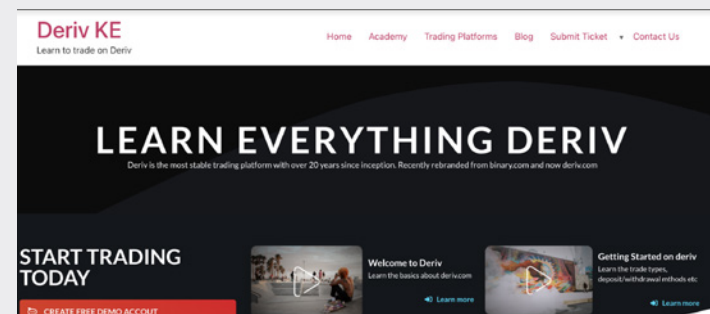 Deriv KE
Learn to trade on Deriv
Home Academy Trading Platforms Blog Submit Ticket Contact Us
LEARN EVERYTHING DERIV
Deriv is the most stable trading platform with over 20 years since inception. Recently rebranded from binary.com and now deriv.com
START TRADING
TODAY
CREATE FREE DEMO ACCOUT
Welcome to Deriv
Learn the basics about deriv.com
Learn more
Getting Started on deriv
Learn the trade types,
deposit/withdrawal mthods etc
Learn more